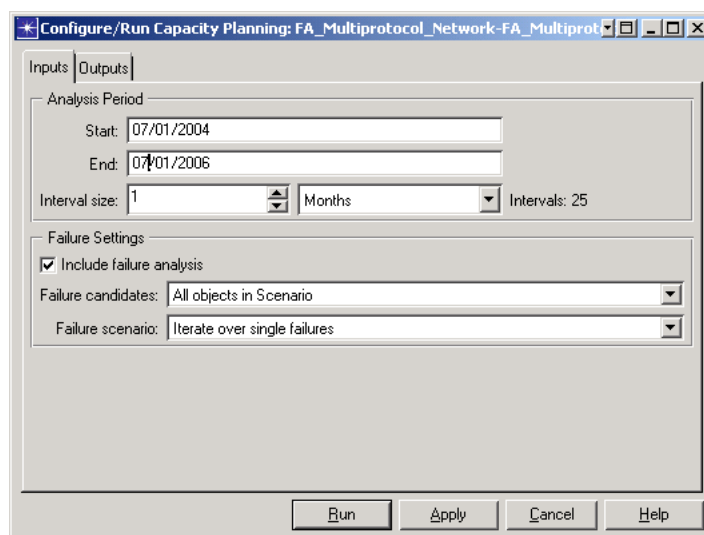 Configure/Run Capacity Planning: FA_Multiprotocol_Network-FA_Multiprot
Inputs Outputs
Analysis Period
Start: 07/01/2004
End: 07/01/2006
Interval size: 1 Months Intervals: 25
Failure Settings
Include failure analysis
Failure candidates: All objects in Scenario
Failure scenario: Iterate over single failures
Run Apply Cancel Help